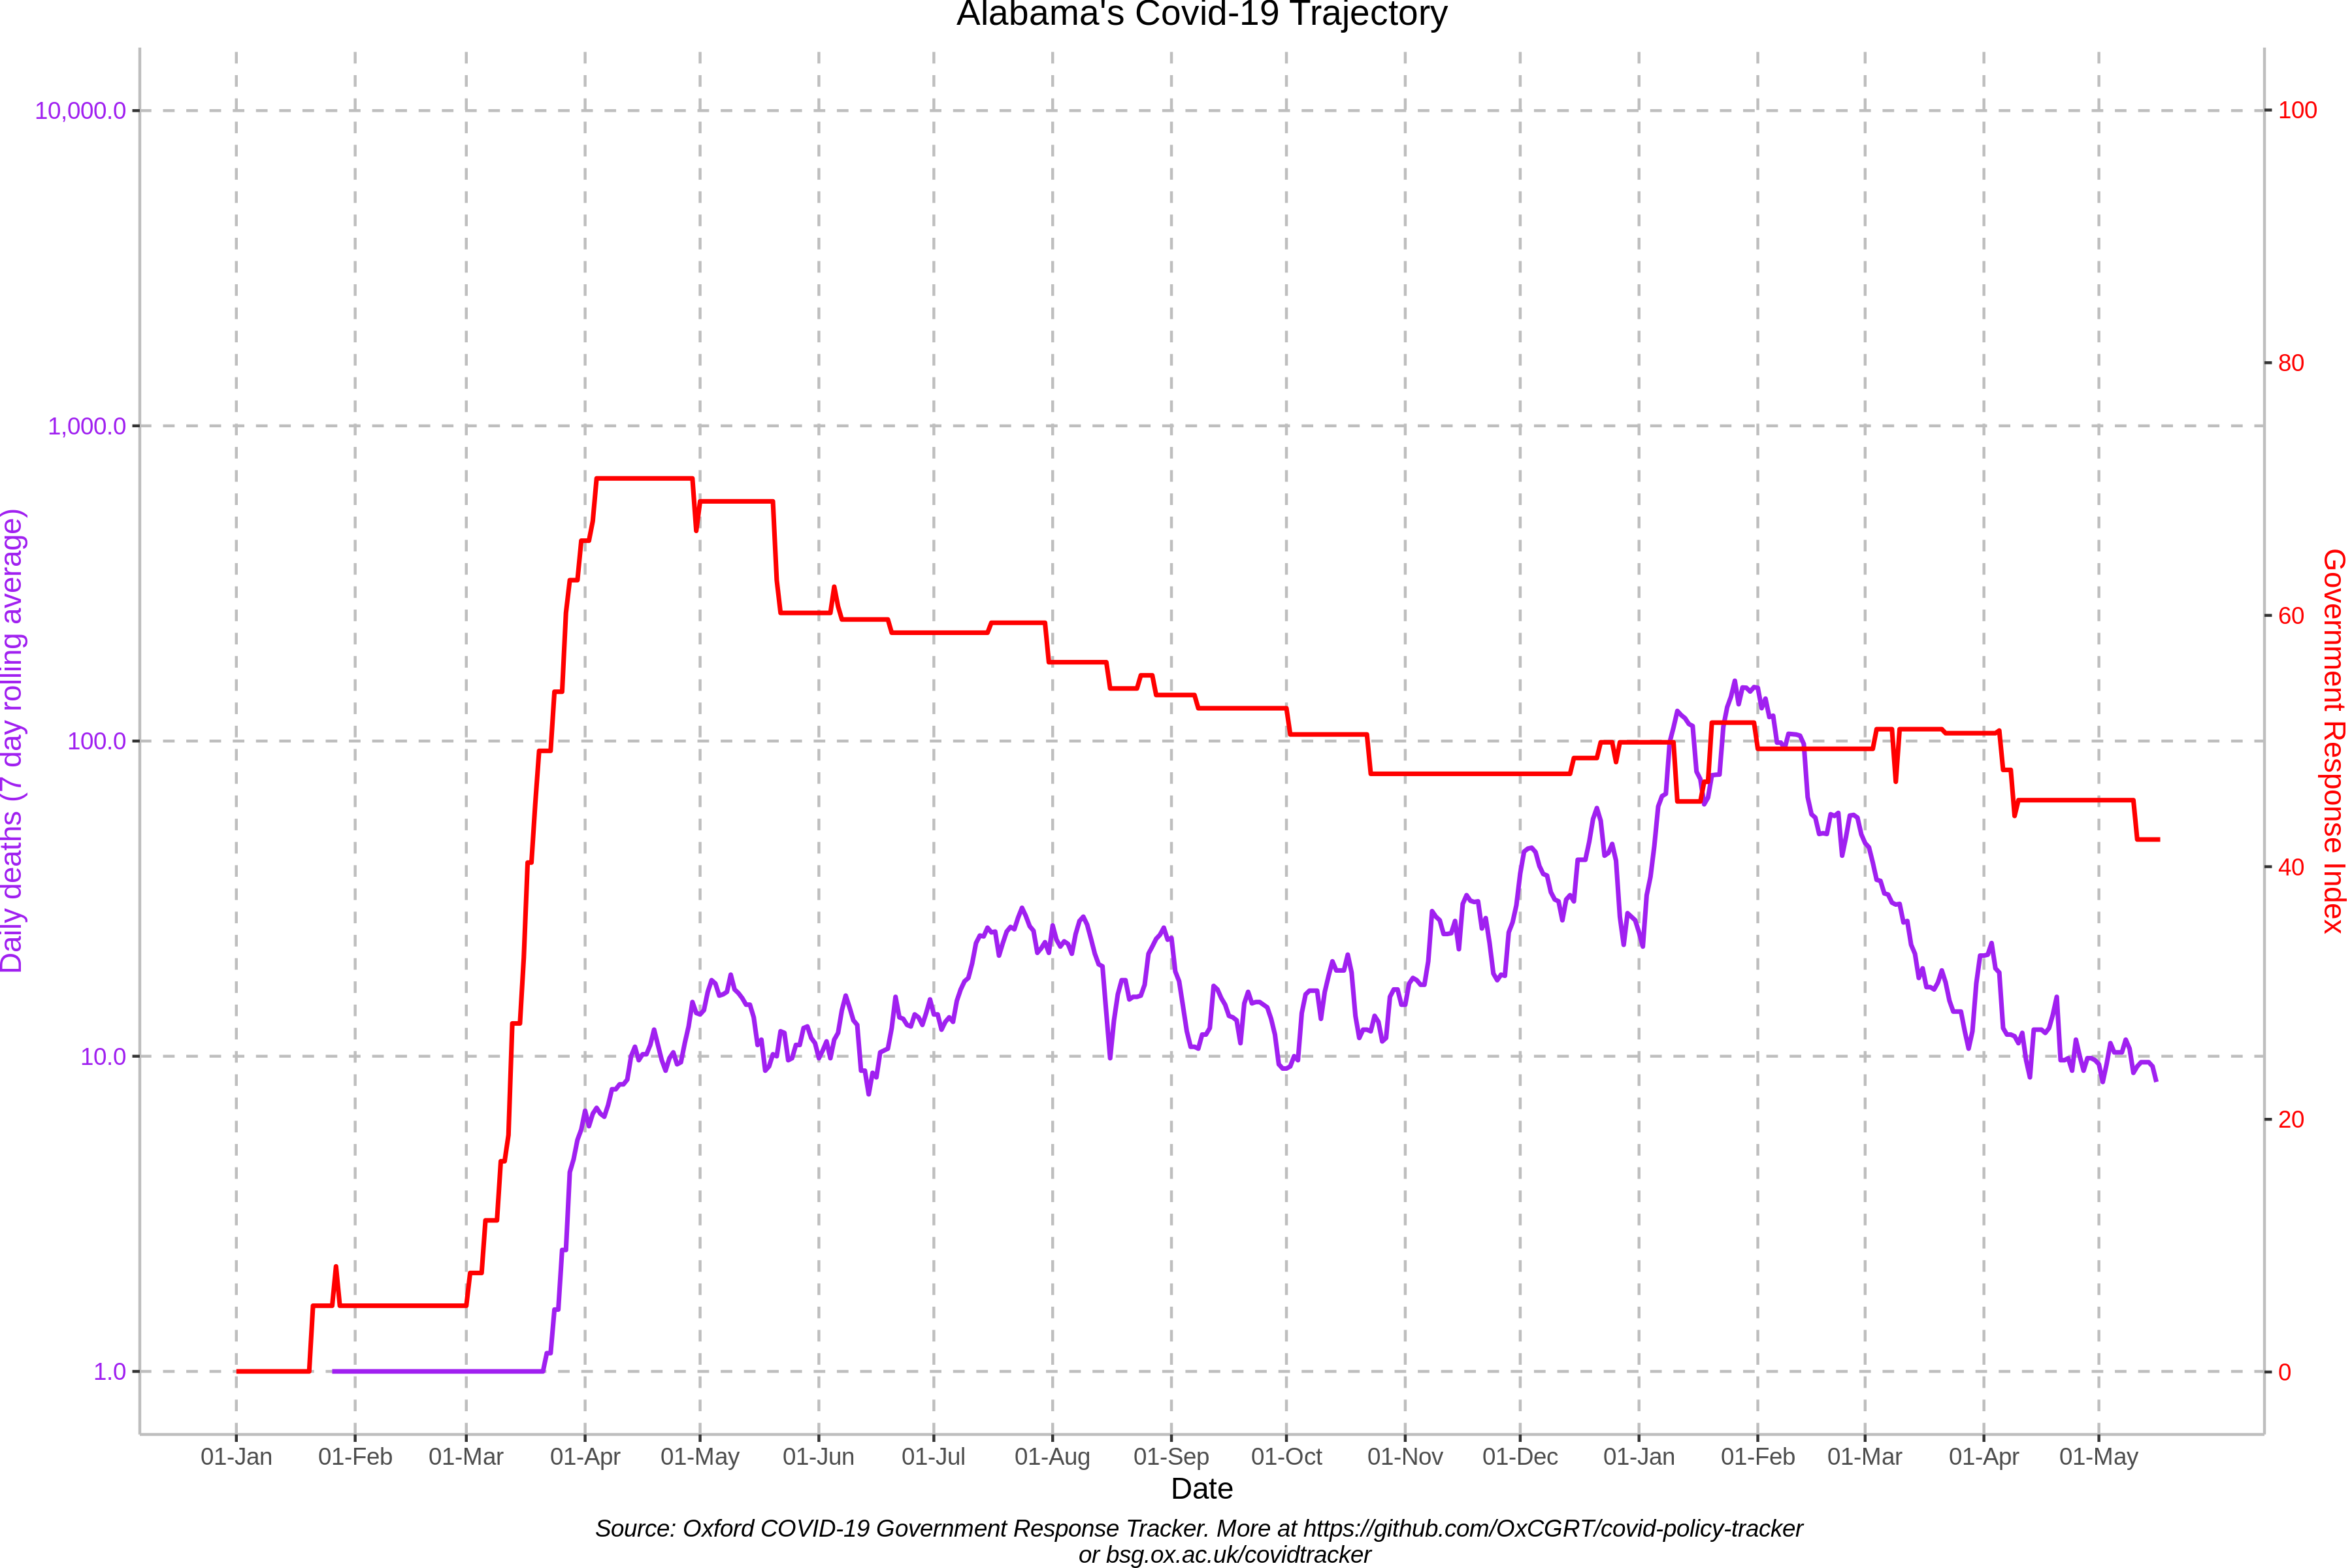 Alabama's Covid-19 Trajectory
10,000.0
1,000.0
100.0
10.0
1.0
Daily deaths (7 day rolling average)
100
80
60
40
20
0
Government Response Index
01-Jan 01-Feb 01-Mar 01-Apr 01-May 01-Jun 01-Jul 01-Aug 01-Sep 01-Oct 01-Nov 01-Dec 01-Jan 01-Feb 01-Mar 01-Apr 01-May
Date
Source: Oxford COVID-19 Government Response Tracker. More at https://github.com/OxCGRT/covid-policy-tracker
or bsg.ox.ac.uk/covidtracker